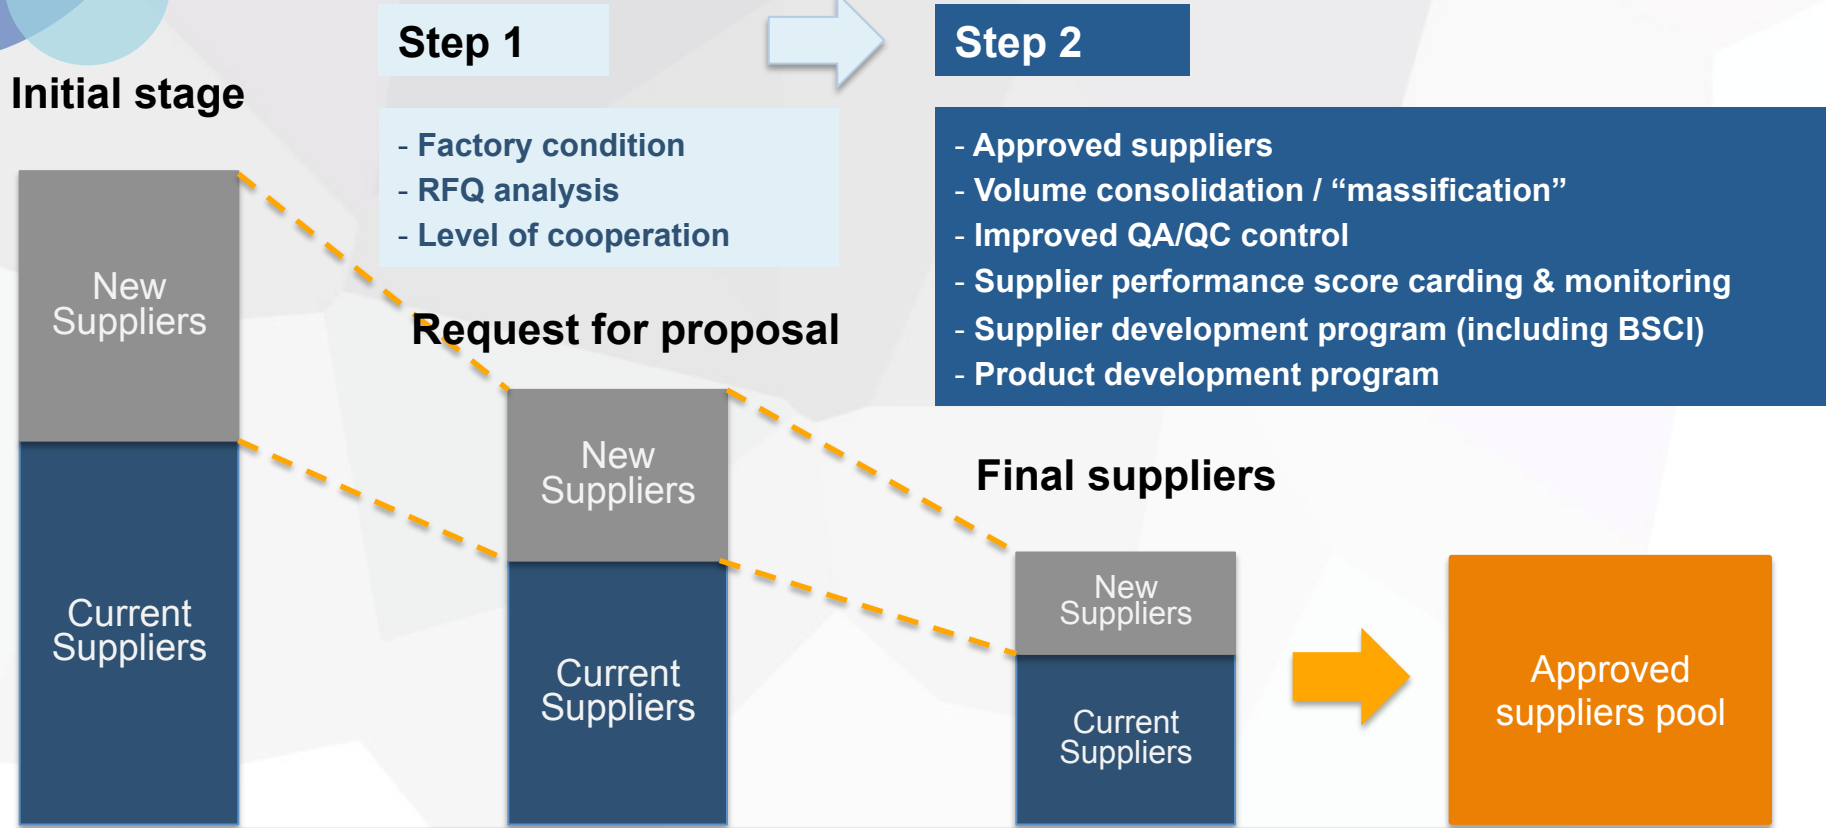 Step 1
Step 2
Initial stage
- Factory condition
- RFQ analysis
- Level of cooperation
- Approved suppliers
- Volume consolidation / “massification”
- Improved QA/QC control
- Supplier performance score carding & monitoring
- Supplier development program (including BSCI)
- Product development program
Request for proposal
Final suppliers
New
Suppliers
Current
Suppliers
New
Suppliers
Current
Suppliers
New
Suppliers
Current
Suppliers
Approved
suppliers pool